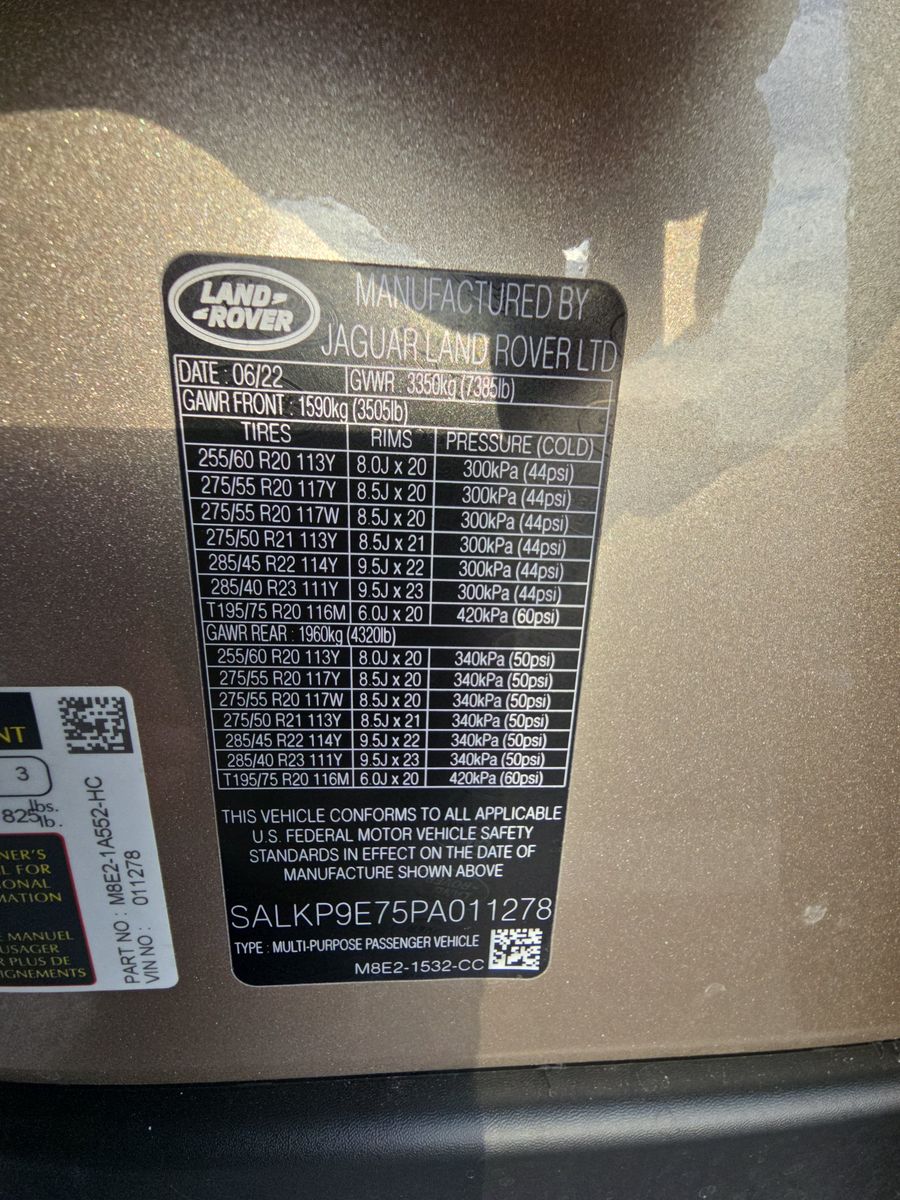 LAND ROVER
MANUFACTURED BY
JAGUAR LAND ROVER LTD
DATE : 06/22 GVWR : 3350kg (7385lb)
GAWR FRONT : 1590kg (3505lb)
TIRES RIMS PRESSURE (COLD)
255/60 R20 113Y 8.0J x 20 300kPa (44psi)
275/55 R20 117Y 8.5J x 20 300kPa (44psi)
275/55 R20 117W 8.5J x 20 300kPa (44psi)
275/50 R21 113Y 8.5J x 21 300kPa (44psi)
285/45 R22 114Y 9.5J x 22 300kPa (44psi)
285/40 R23 111Y 9.5J x 23 300kPa (44psi)
T195/75 R20 116M 6.0J x 20 420kPa (60psi)
GAWR REAR : 1960kg (4320lb)
255/60 R20 113Y 8.0J x 20 340kPa (50psi)
275/55 R20 117Y 8.5J x 20 340kPa (50psi)
275/55 R20 117W 8.5J x 20 340kPa (50psi)
275/50 R21 113Y 8.5J x 21 340kPa (50psi)
285/45 R22 114Y 9.5J x 22 340kPa (50psi)
285/40 R23 111Y 9.5J x 23 340kPa (50psi)
T195/75 R20 116M 6.0J x 20 420kPa (60psi)
THIS VEHICLE CONFORMS TO ALL APPLICABLE
U.S. FEDERAL MOTOR VEHICLE SAFETY
STANDARDS IN EFFECT ON THE DATE OF
MANUFACTURE SHOWN ABOVE
SALKP9E75PA011278
TYPE : MULTI-PURPOSE PASSENGER VEHICLE
M8E2-1532-CC
NT
3
lbs.
825 lb.
NER'S
L FOR
ONAL
MATION
E MANUEL
USAGER
R PLUS DE
IGNEMENTS
PART NO : M8E2-1A552-HC
VIN NO : 011278